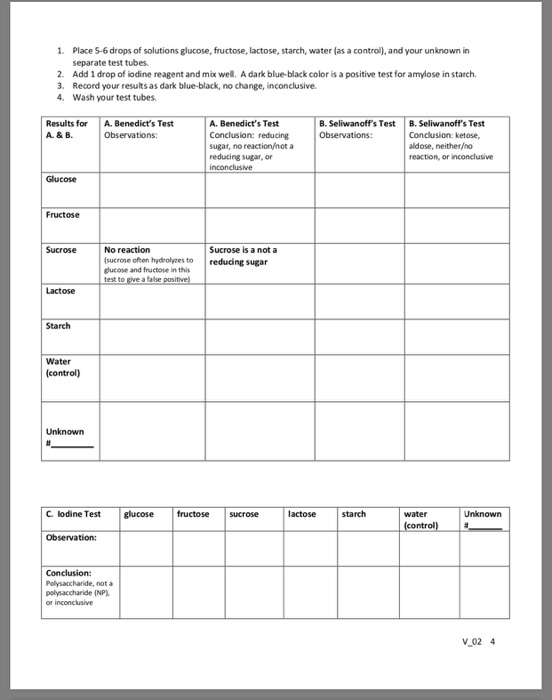 1. Place 5-6 drops of solutions glucose, fructose, lactose, starch, water (as a control), and your unknown in
separate test tubes.
2. Add 1 drop of iodine reagent and mix well. A dark blue-black color is a positive test for amylose in starch.
3. Record your results as dark blue-black, no change, inconclusive.
4. Wash your test tubes.
Results for
A. & B.
A. Benedict's Test
Observations:
A. Benedict's Test
Conclusion: reducing
sugar, no reaction/not a
reducing sugar, or
inconclusive
B. Seliwanoff's Test
Observations:
B. Seliwanoff's Test
Conclusion: ketose,
aldose, neither/no
reaction, or inconclusive
Glucose
Fructose
Sucrose
No reaction
(sucrose often hydrolyzes to
glucose and fructose in this
test to give a false positive)
Sucrose is a not a
reducing sugar
Lactose
Starch
Water
(control)
Unknown
#________
C. Iodine Test
glucose
fructose
sucrose
lactose
starch
water
(control)
Unknown
#______
Observation:
Conclusion:
Polysaccharide, not a
polysaccharide (NP),
or inconclusive
V_02 4